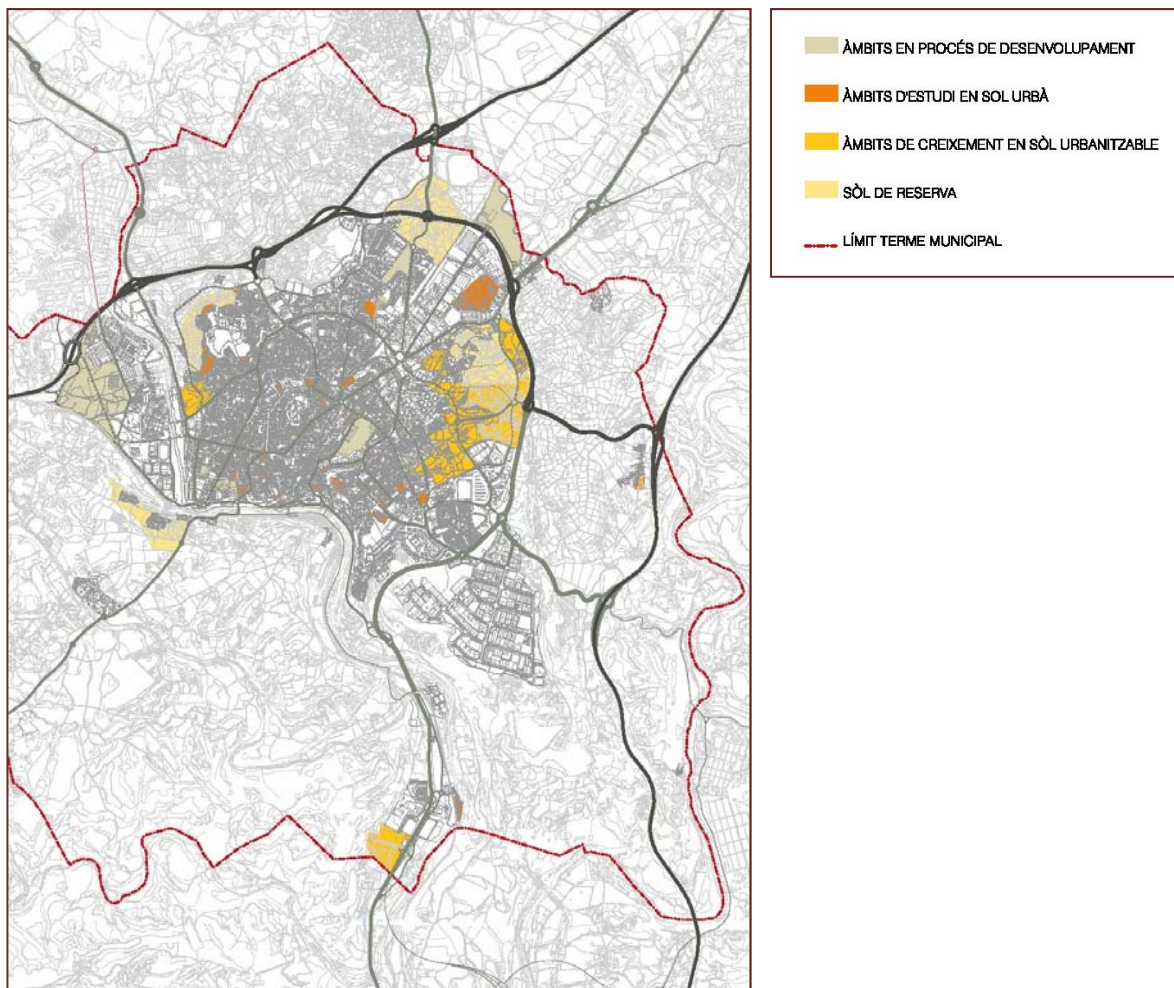 ÀMBITS EN PROCÉS DE DESENVOLUPAMENT
ÀMBITS D'ESTUDI EN SOL URBÀ
ÀMBITS DE CREIXEMENT EN SÒL URBANITZABLE
SÒL DE RESERVA
LÍMIT TERME MUNICIPAL